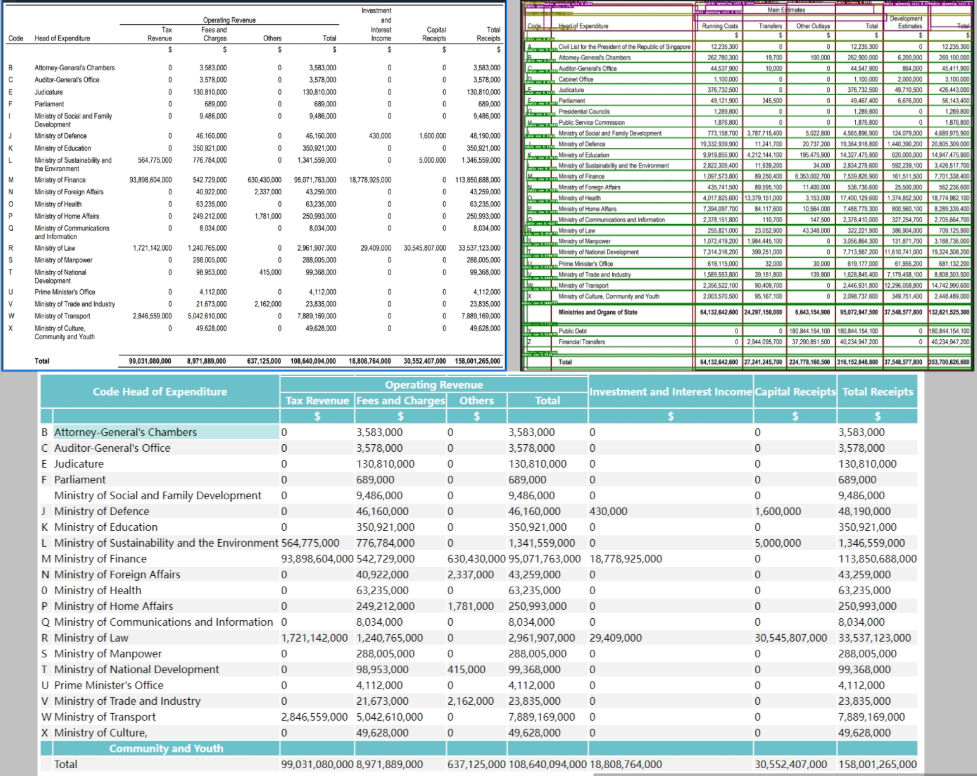 Investment
Operating Revenue and
Tax Fees and Interest Capital Total
Code Head of Expenditure Revenue Charges Others Total Income Receipts Receipts
$ $ $ $ $ $ $
B Attorney-General's Chambers 0 3,583,000 0 3,583,000 0 0 3,583,000
C Auditor-General's Office 0 3,578,000 0 3,578,000 0 0 3,578,000
E Judicature 0 130,810,000 0 130,810,000 0 0 130,810,000
F Parliament 0 689,000 0 689,000 0 0 689,000
I Ministry of Social and Family 0 9,486,000 0 9,486,000 0 0 9,486,000
Development
J Ministry of Defence 0 46,160,000 0 46,160,000 430,000 1,600,000 48,190,000
K Ministry of Education 0 350,921,000 0 350,921,000 0 0 350,921,000
L Ministry of Sustainability and 564,775,000 776,784,000 0 1,341,559,000 0 5,000,000 1,346,559,000
the Environment
M Ministry of Finance 93,898,604,000 542,729,000 630,430,000 95,071,763,000 18,778,925,000 0 113,850,688,000
N Ministry of Foreign Affairs 0 40,922,000 2,337,000 43,259,000 0 0 43,259,000
O Ministry of Health 0 63,235,000 0 63,235,000 0 0 63,235,000
P Ministry of Home Affairs 0 249,212,000 1,781,000 250,993,000 0 0 250,993,000
Q Ministry of Communications 0 8,034,000 0 8,034,000 0 0 8,034,000
and Information
R Ministry of Law 1,721,142,000 1,240,765,000 0 2,961,907,000 29,409,000 30,545,807,000 33,537,123,000
S Ministry of Manpower 0 288,005,000 0 288,005,000 0 0 288,005,000
T Ministry of National 0 98,953,000 415,000 99,368,000 0 0 99,368,000
Development
U Prime Minister's Office 0 4,112,000 0 4,112,000 0 0 4,112,000
V Ministry of Trade and Industry 0 21,673,000 2,162,000 23,835,000 0 0 23,835,000
W Ministry of Transport 2,846,559,000 5,042,610,000 0 7,889,169,000 0 0 7,889,169,000
X Ministry of Culture, 0 49,628,000 0 49,628,000 0 0 49,628,000
Community and Youth
Total 99,031,080,000 8,971,889,000 637,125,000 108,640,094,000 18,808,764,000 30,552,407,000 158,001,265,000
Main Estimates
Development
Code Head of Expenditure Running Costs Transfers Other Outlays Total Estimates Total
$ $ $ $ $ $
Civil List for the President of the Republic of Singapore 12,235,300 0 0 12,235,300 0 12,235,300
Attorney-General's Chambers 262,780,300 19,700 100,000 262,900,000 6,200,000 269,100,000
Auditor-General's Office 44,537,900 10,000 0 44,547,900 864,000 45,411,900
Cabinet Office 1,100,000 0 0 1,100,000 2,000,000 3,100,000
Judicature 376,732,500 0 0 376,732,500 49,710,500 426,443,000
Parliament 49,121,900 345,500 0 49,467,400 6,676,000 56,143,400
Presidential Councils 1,289,800 0 0 1,289,800 0 1,289,800
Public Service Commission 1,876,800 0 0 1,876,800 0 1,876,800
Ministry of Social and Family Development 773,158,700 3,787,715,400 5,022,800 4,565,896,900 124,079,000 4,689,975,900
Ministry of Defence 19,332,939,900 11,241,700 20,737,200 19,364,918,800 1,440,390,200 20,805,309,000
Ministry of Education 9,919,855,900 4,212,144,100 195,475,900 14,327,475,900 620,000,000 14,947,475,900
Ministry of Sustainability and the Environment 2,822,305,400 11,939,200 34,000 2,834,278,600 592,239,100 3,426,517,700
Ministry of Finance 1,097,573,800 89,250,400 6,353,002,700 7,539,826,900 161,511,500 7,701,338,400
Ministry of Foreign Affairs 435,741,500 89,595,100 11,400,000 536,736,600 25,500,000 562,236,600
Ministry of Health 4,017,825,600 13,379,151,000 3,153,000 17,400,129,600 1,374,852,500 18,774,982,100
Ministry of Home Affairs 7,394,097,700 84,117,600 10,564,000 7,488,779,300 800,560,100 8,289,339,400
Ministry of Communications and Information 2,378,151,800 110,700 147,500 2,378,410,000 327,254,700 2,705,664,700
Ministry of Law 255,821,000 23,052,900 43,348,000 322,221,900 386,904,000 709,125,900
Ministry of Manpower 1,072,419,200 1,984,445,100 0 3,056,864,300 131,871,700 3,188,736,000
Ministry of National Development 7,314,316,200 399,251,000 0 7,713,567,200 11,610,741,000 19,324,308,200
Prime Minister's Office 619,115,000 32,000 30,000 619,177,000 61,955,200 681,132,200
Ministry of Trade and Industry 1,589,553,800 39,151,800 139,800 1,628,845,400 7,179,458,100 8,808,303,500
Ministry of Transport 2,356,522,100 90,409,700 0 2,446,931,800 12,296,058,800 14,742,990,600
X Ministry of Culture, Community and Youth 2,003,570,500 95,167,100 0 2,098,737,600 349,751,400 2,448,489,000
Ministries and Organs of State 64,132,642,600 24,297,150,000 6,643,154,900 95,072,947,500 37,548,577,800 132,621,525,300
Public Debt 0 0 180,844,154,100 180,844,154,100 0 180,844,154,100
Z Financial Transfers 0 2,944,095,700 37,290,851,500 40,234,947,200 0 40,234,947,200
Total 64,132,642,600 27,241,245,700 224,778,160,500 316,152,048,800 37,548,577,800 353,700,626,600
Code Head of Expenditure Operating Revenue Investment and Interest Income Capital Receipts Total Receipts
Tax Revenue Fees and Charges Others Total
$ $ $ $ $ $ $
B Attorney-General's Chambers 0 3,583,000 0 3,583,000 0 0 3,583,000
C Auditor-General's Office 0 3,578,000 0 3,578,000 0 0 3,578,000
E Judicature 0 130,810,000 0 130,810,000 0 0 130,810,000
F Parliament 0 689,000 0 689,000 0 0 689,000
Ministry of Social and Family Development 0 9,486,000 0 9,486,000 0 0 9,486,000
J Ministry of Defence 0 46,160,000 0 46,160,000 430,000 1,600,000 48,190,000
K Ministry of Education 0 350,921,000 0 350,921,000 0 0 350,921,000
L Ministry of Sustainability and the Environment 564,775,000 776,784,000 0 1,341,559,000 0 5,000,000 1,346,559,000
M Ministry of Finance 93,898,604,000 542,729,000 630,430,000 95,071,763,000 18,778,925,000 0 113,850,688,000
N Ministry of Foreign Affairs 0 40,922,000 2,337,000 43,259,000 0 0 43,259,000
0 Ministry of Health 0 63,235,000 0 63,235,000 0 0 63,235,000
P Ministry of Home Affairs 0 249,212,000 1,781,000 250,993,000 0 0 250,993,000
Q Ministry of Communications and Information 0 8,034,000 0 8,034,000 0 0 8,034,000
R Ministry of Law 1,721,142,000 1,240,765,000 0 2,961,907,000 29,409,000 30,545,807,000 33,537,123,000
S Ministry of Manpower 0 288,005,000 0 288,005,000 0 0 288,005,000
T Ministry of National Development 0 98,953,000 415,000 99,368,000 0 0 99,368,000
U Prime Minister's Office 0 4,112,000 0 4,112,000 0 0 4,112,000
V Ministry of Trade and Industry 0 21,673,000 2,162,000 23,835,000 0 0 23,835,000
W Ministry of Transport 2,846,559,000 5,042,610,000 0 7,889,169,000 0 0 7,889,169,000
X Ministry of Culture, 0 49,628,000 0 49,628,000 0 0 49,628,000
Community and Youth
Total 99,031,080,000 8,971,889,000 637,125,000 108,640,094,000 18,808,764,000 30,552,407,000 158,001,265,000